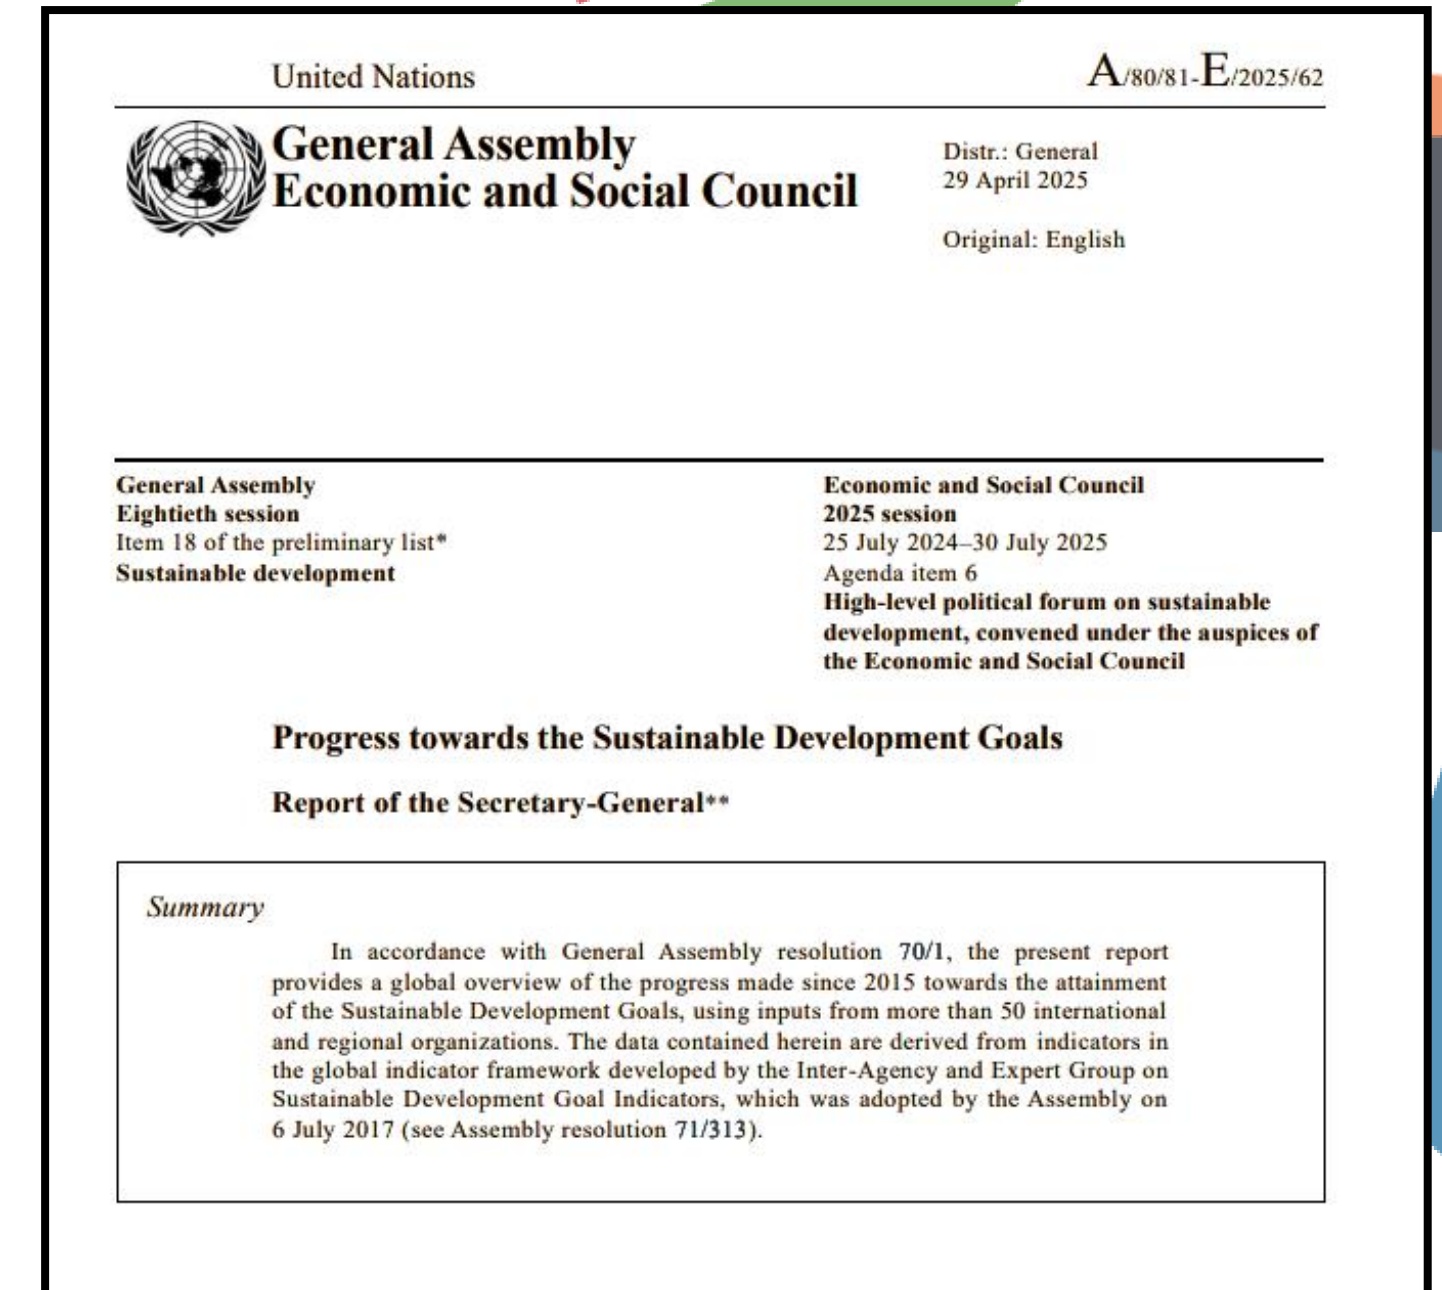 United Nations
A/80/81-E/2025/62
General Assembly
Economic and Social Council
Distr.: General
29 April 2025
Original: English
General Assembly
Eightieth session
Item 18 of the preliminary list*
Sustainable development
Economic and Social Council
2025 session
25 July 2024–30 July 2025
Agenda item 6
High-level political forum on sustainable
development, convened under the auspices of
the Economic and Social Council
Progress towards the Sustainable Development Goals
Report of the Secretary-General**
Summary
In accordance with General Assembly resolution 70/1, the present report
provides a global overview of the progress made since 2015 towards the attainment
of the Sustainable Development Goals, using inputs from more than 50 international
and regional organizations. The data contained herein are derived from indicators in
the global indicator framework developed by the Inter-Agency and Expert Group on
Sustainable Development Goal Indicators, which was adopted by the Assembly on
6 July 2017 (see Assembly resolution 71/313).